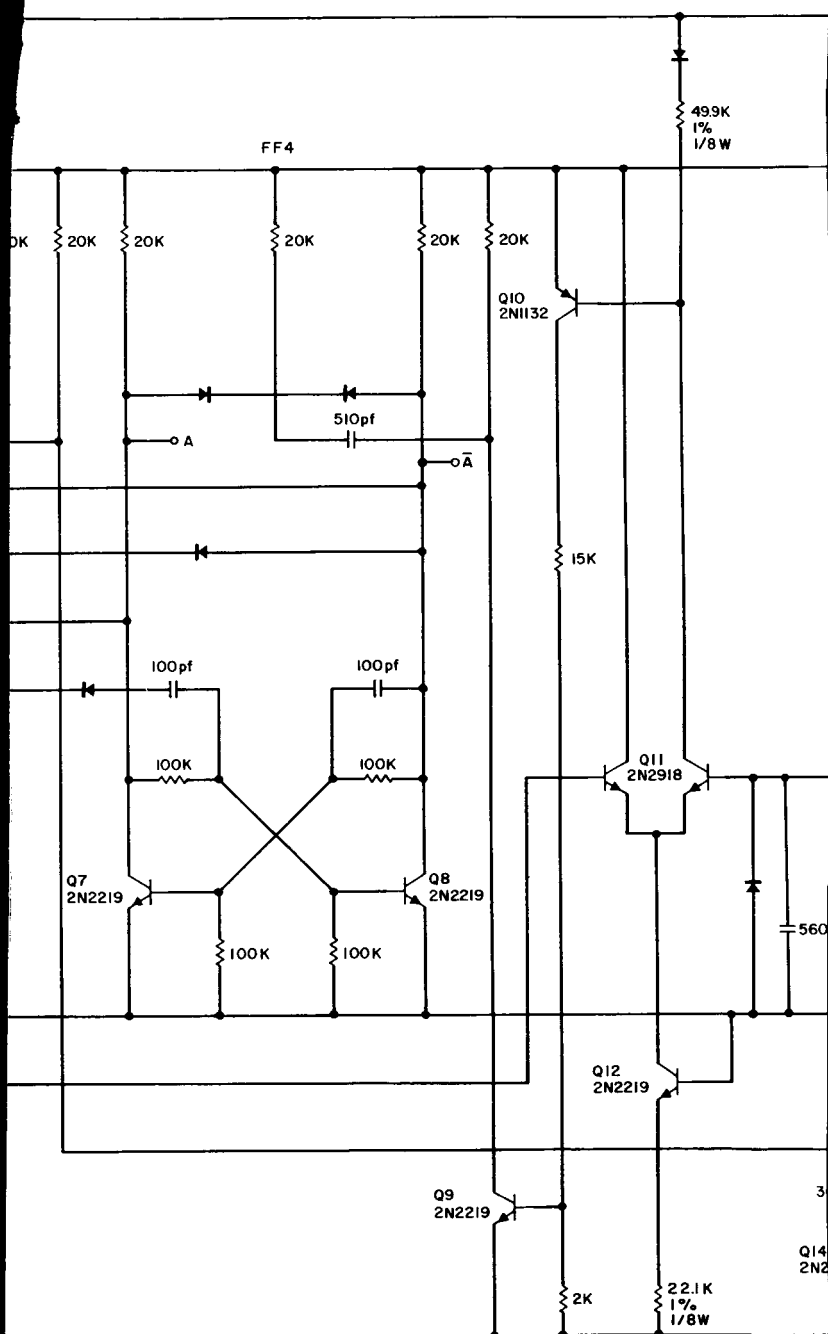 49.9K
1%
1/8W
FF4
20K
20K
20K
20K
20K
Q10
2N1132
510pf
A
A̅
15K
100pf
100pf
100K
100K
Q11
2N2918
Q7
2N2219
Q8
2N2219
100K
100K
560
Q12
2N2219
Q9
2N2219
2K
22.1K
1%
1/8W
Q14